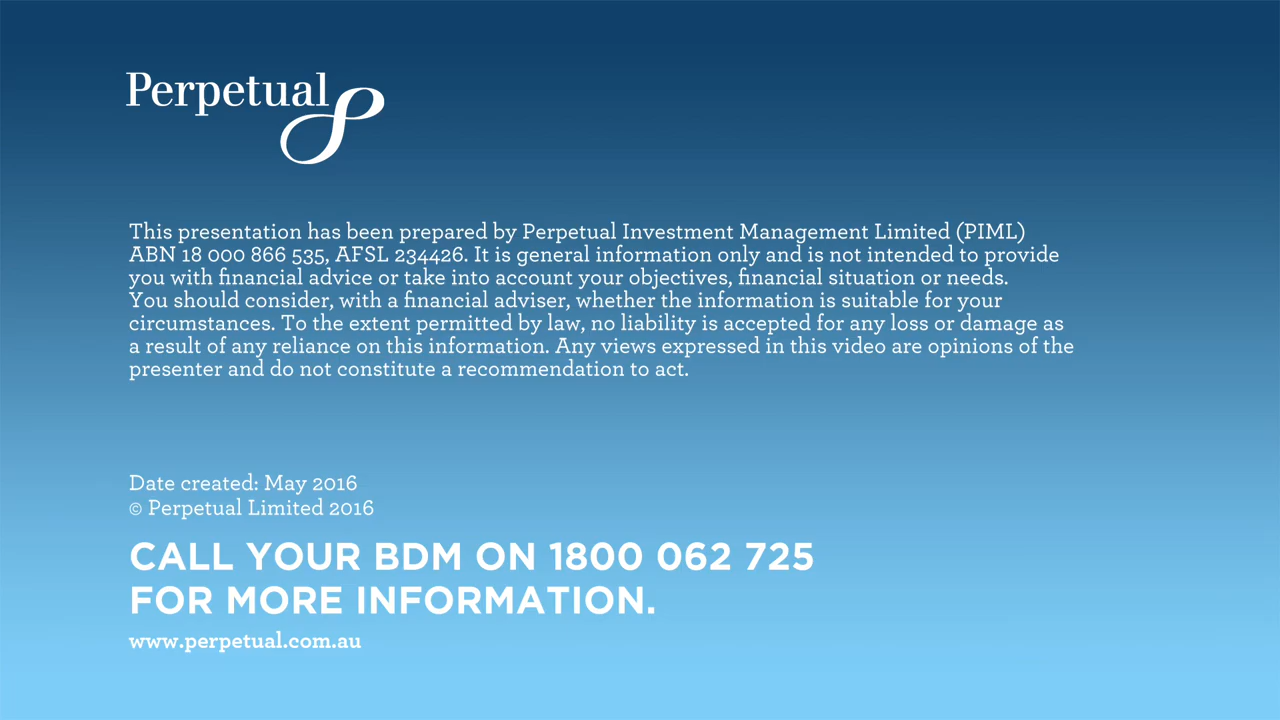 Perpetual
This presentation has been prepared by Perpetual Investment Management Limited (PIML)
ABN 18 000 866 535, AFSL 234426. It is general information only and is not intended to provide
you with financial advice or take into account your objectives, financial situation or needs.
You should consider, with a financial adviser, whether the information is suitable for your
circumstances. To the extent permitted by law, no liability is accepted for any loss or damage as
a result of any reliance on this information. Any views expressed in this video are opinions of the
presenter and do not constitute a recommendation to act.
Date created: May 2016
© Perpetual Limited 2016
CALL YOUR BDM ON 1800 062 725
FOR MORE INFORMATION.
www.perpetual.com.au